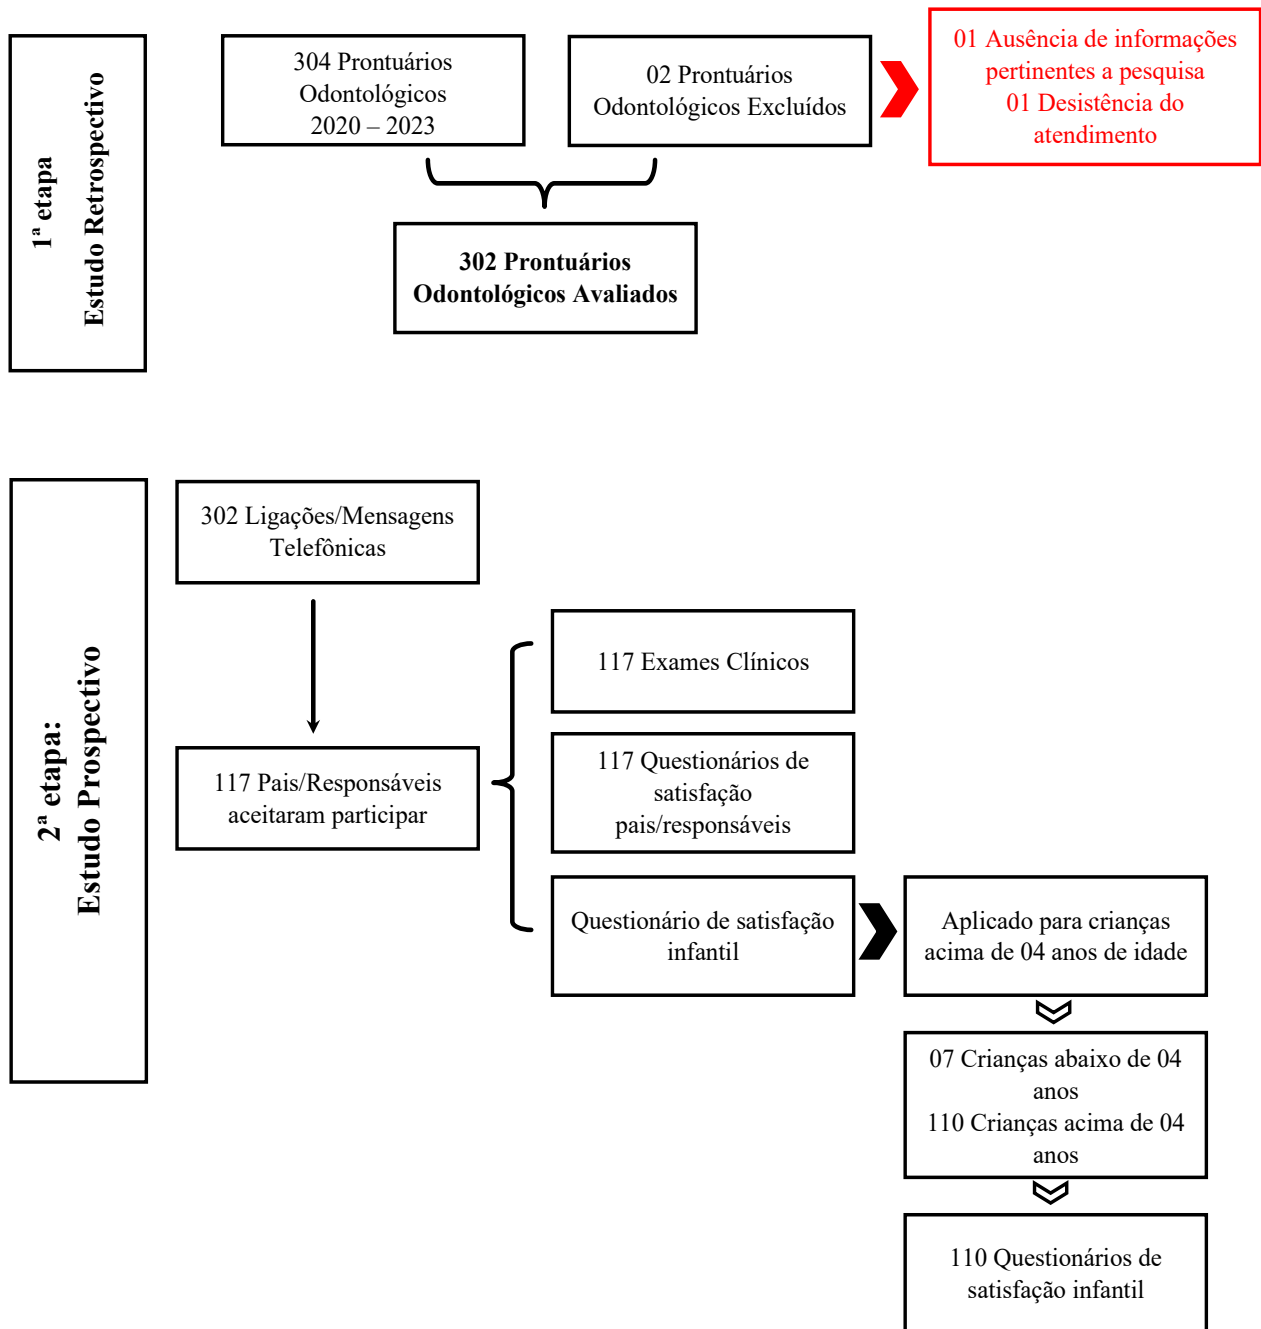 1ª etapa
Estudo Retrospectivo
304 Prontuários
Odontológicos
2020 – 2023
02 Prontuários
Odontológicos Excluídos
01 Ausência de informações
pertinentes a pesquisa
01 Desistência do
atendimento
302 Prontuários
Odontológicos Avaliados
2ª etapa:
Estudo Prospectivo
302 Ligações/Mensagens
Telefônicas
117 Pais/Responsáveis
aceitaram participar
117 Exames Clínicos
117 Questionários de
satisfação
pais/responsáveis
Questionário de satisfação
infantil
Aplicado para crianças
acima de 04 anos de idade
07 Crianças abaixo de 04
anos
110 Crianças acima de 04
anos
110 Questionários de
satisfação infantil